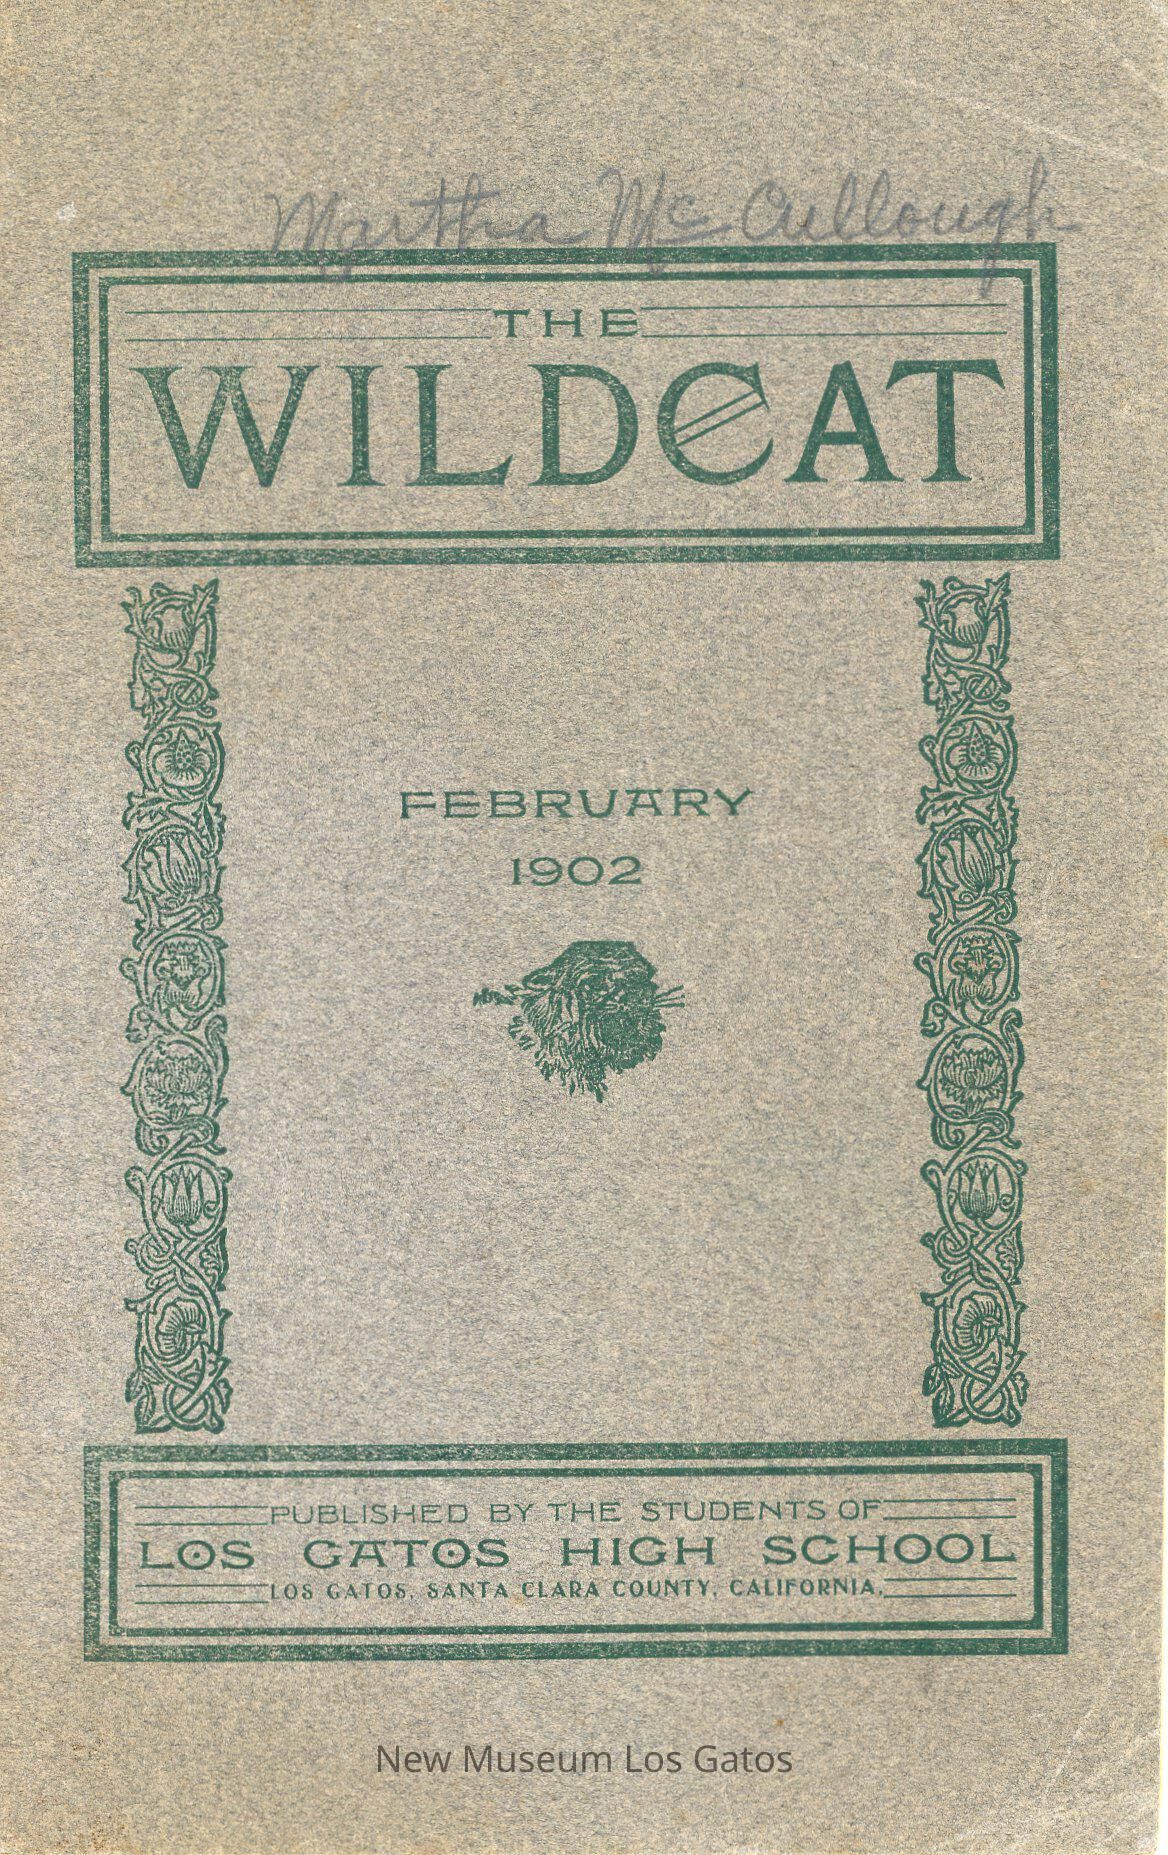 Martha McCullough
THE
WILDCAT
FEBRUARY
1902
PUBLISHED BY THE STUDENTS OF
LOS GATOS HIGH SCHOOL
LOS GATOS, SANTA CLARA COUNTY, CALIFORNIA.
New Museum Los Gatos